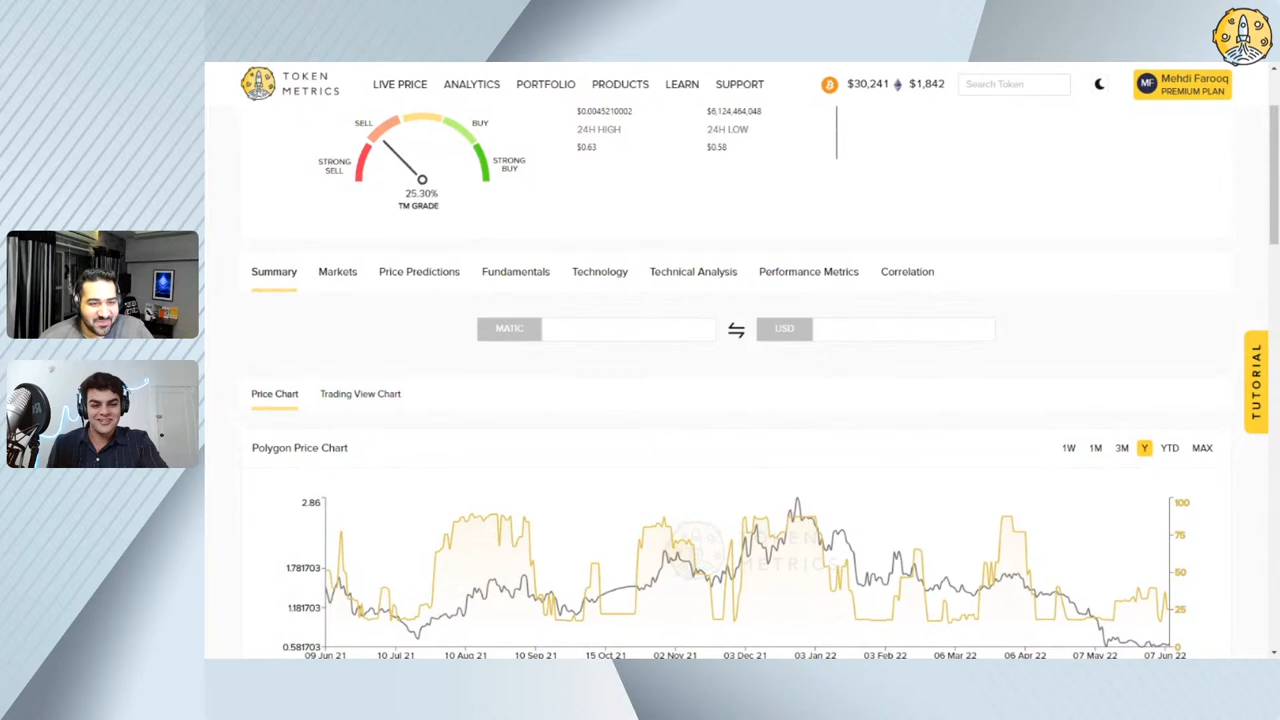 TOKEN
METRICS
LIVE PRICE ANALYTICS PORTFOLIO PRODUCTS LEARN SUPPORT
$30,241 $1,842
Search Token
MF
Mehdi Farooq
PREMIUM PLAN
SELL BUY
STRONG
SELL
STRONG
BUY
25.30%
TM GRADE
$0.0045210002 $6,124,464,048
24H HIGH 24H LOW
$0.63 $0.58
Summary Markets Price Predictions Fundamentals Technology Technical Analysis Performance Metrics Correlation
MATIC USD
TUTORIAL
Price Chart Trading View Chart
Polygon Price Chart
1W 1M 3M Y YTD MAX
2.86 100
75
1.781703 50
1.181703 25
0.581703 0
TOKEN
METRICS
09 Jun 21 10 Jul 21 10 Aug 21 10 Sep 21 15 Oct 21 02 Nov 21 03 Dec 21 03 Jan 22 03 Feb 22 06 Mar 22 06 Apr 22 07 May 22 07 Jun 22